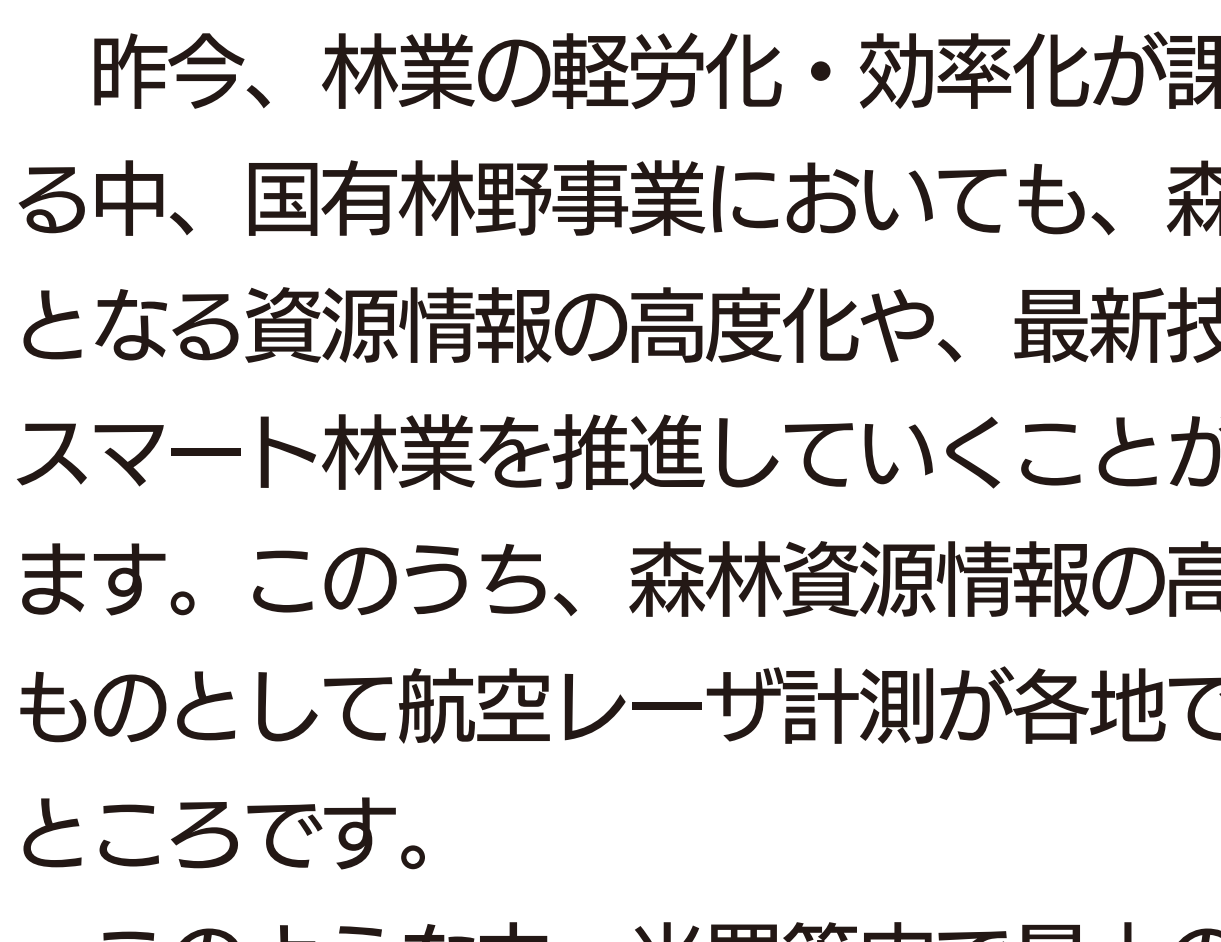 昨今、林業の軽労化・効率化が課
る中、国有林野事業においても、森
となる資源情報の高度化や、最新技
スマート林業を推進していくことが
ます。このうち、森林資源情報の高
ものとして航空レーザ計測が各地で
ところです。